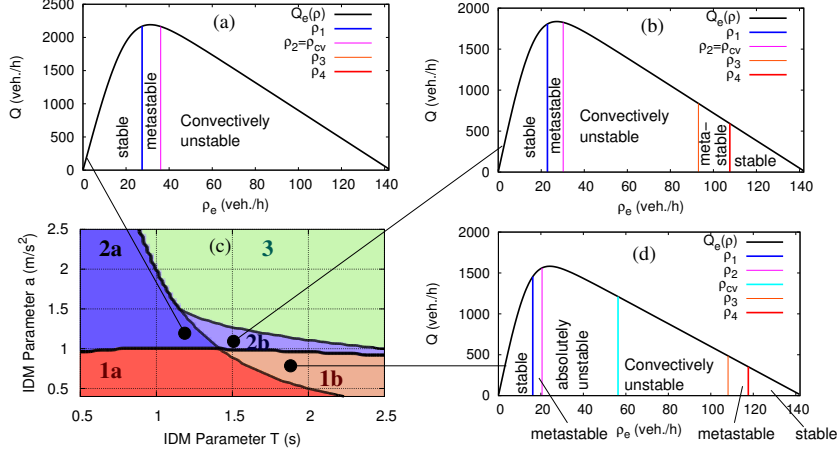 (a)
Q (veh./h)
2500
2000
1500
1000
500
0
0 20 40 60 80 100 120 140
ρe (veh./h)
Qe(ρ)
ρ1
ρ2=ρcv
ρ3
ρ4
stable
metastable
Convectively
unstable
(b)
Q (veh./h)
2000
1500
1000
500
0
0 20 40 60 80 100 120 140
ρe (veh./h)
Qe(ρ)
ρ1
ρ2=ρcv
ρ3
ρ4
stable
metastable
Convectively
unstable
meta–
stable
stable
(c)
IDM Parameter a (m/s²)
2.5
2
1.5
1
0.5
0.5 1 1.5 2 2.5
IDM Parameter T (s)
2a
3
2b
1a
1b
(d)
Q (veh./h)
2000
1500
1000
500
0
0 20 40 60 80 100 120 140
ρe (veh./h)
Qe(ρ)
ρ1
ρ2
ρcv
ρ3
ρ4
stable
absolutely
unstable
Convectively
unstable
metastable
metastable
stable